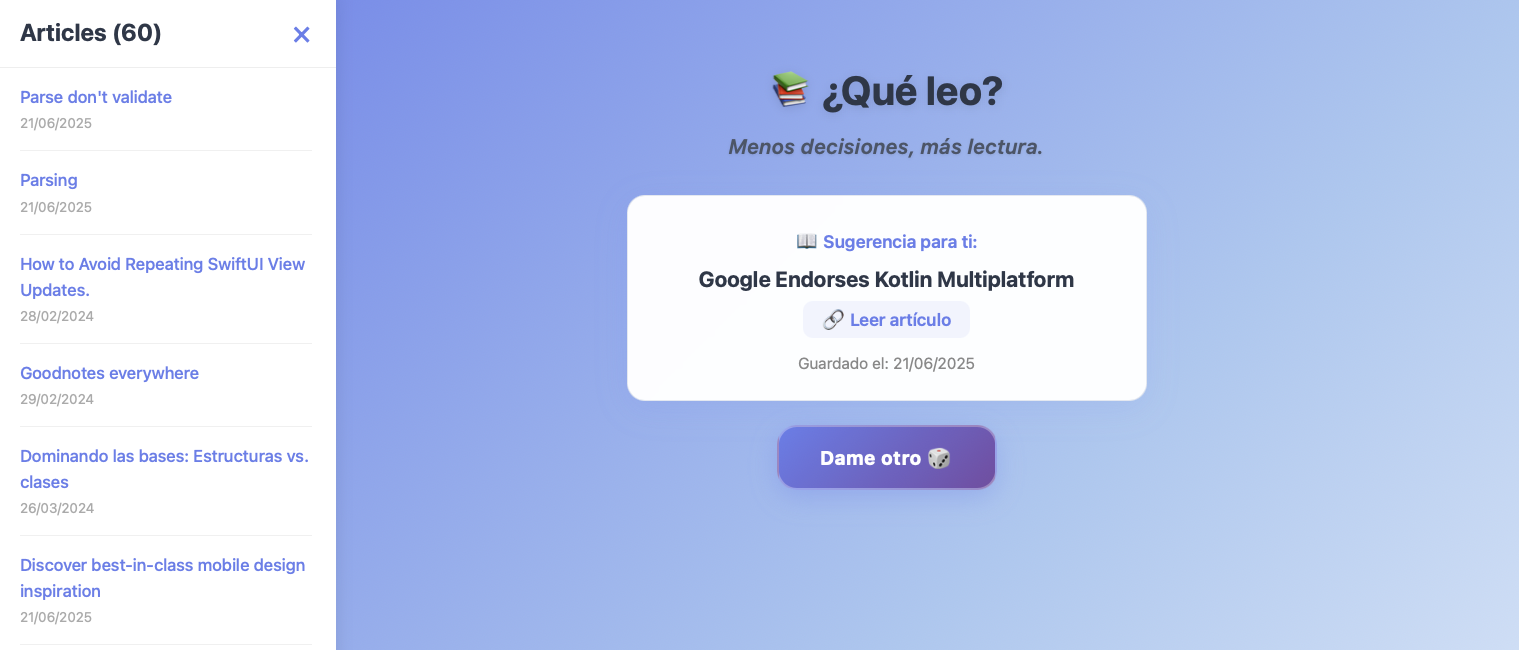 Articles (60)
×
Parse don't validate
21/06/2025
Parsing
21/06/2025
How to Avoid Repeating SwiftUI View
Updates.
28/02/2024
Goodnotes everywhere
29/02/2024
Dominando las bases: Estructuras vs.
clases
26/03/2024
Discover best-in-class mobile design
inspiration
21/06/2025
📚 ¿Qué leo?
Menos decisiones, más lectura.
📖 Sugerencia para ti:
Google Endorses Kotlin Multiplatform
🔗 Leer artículo
Guardado el: 21/06/2025
Dame otro 🎲